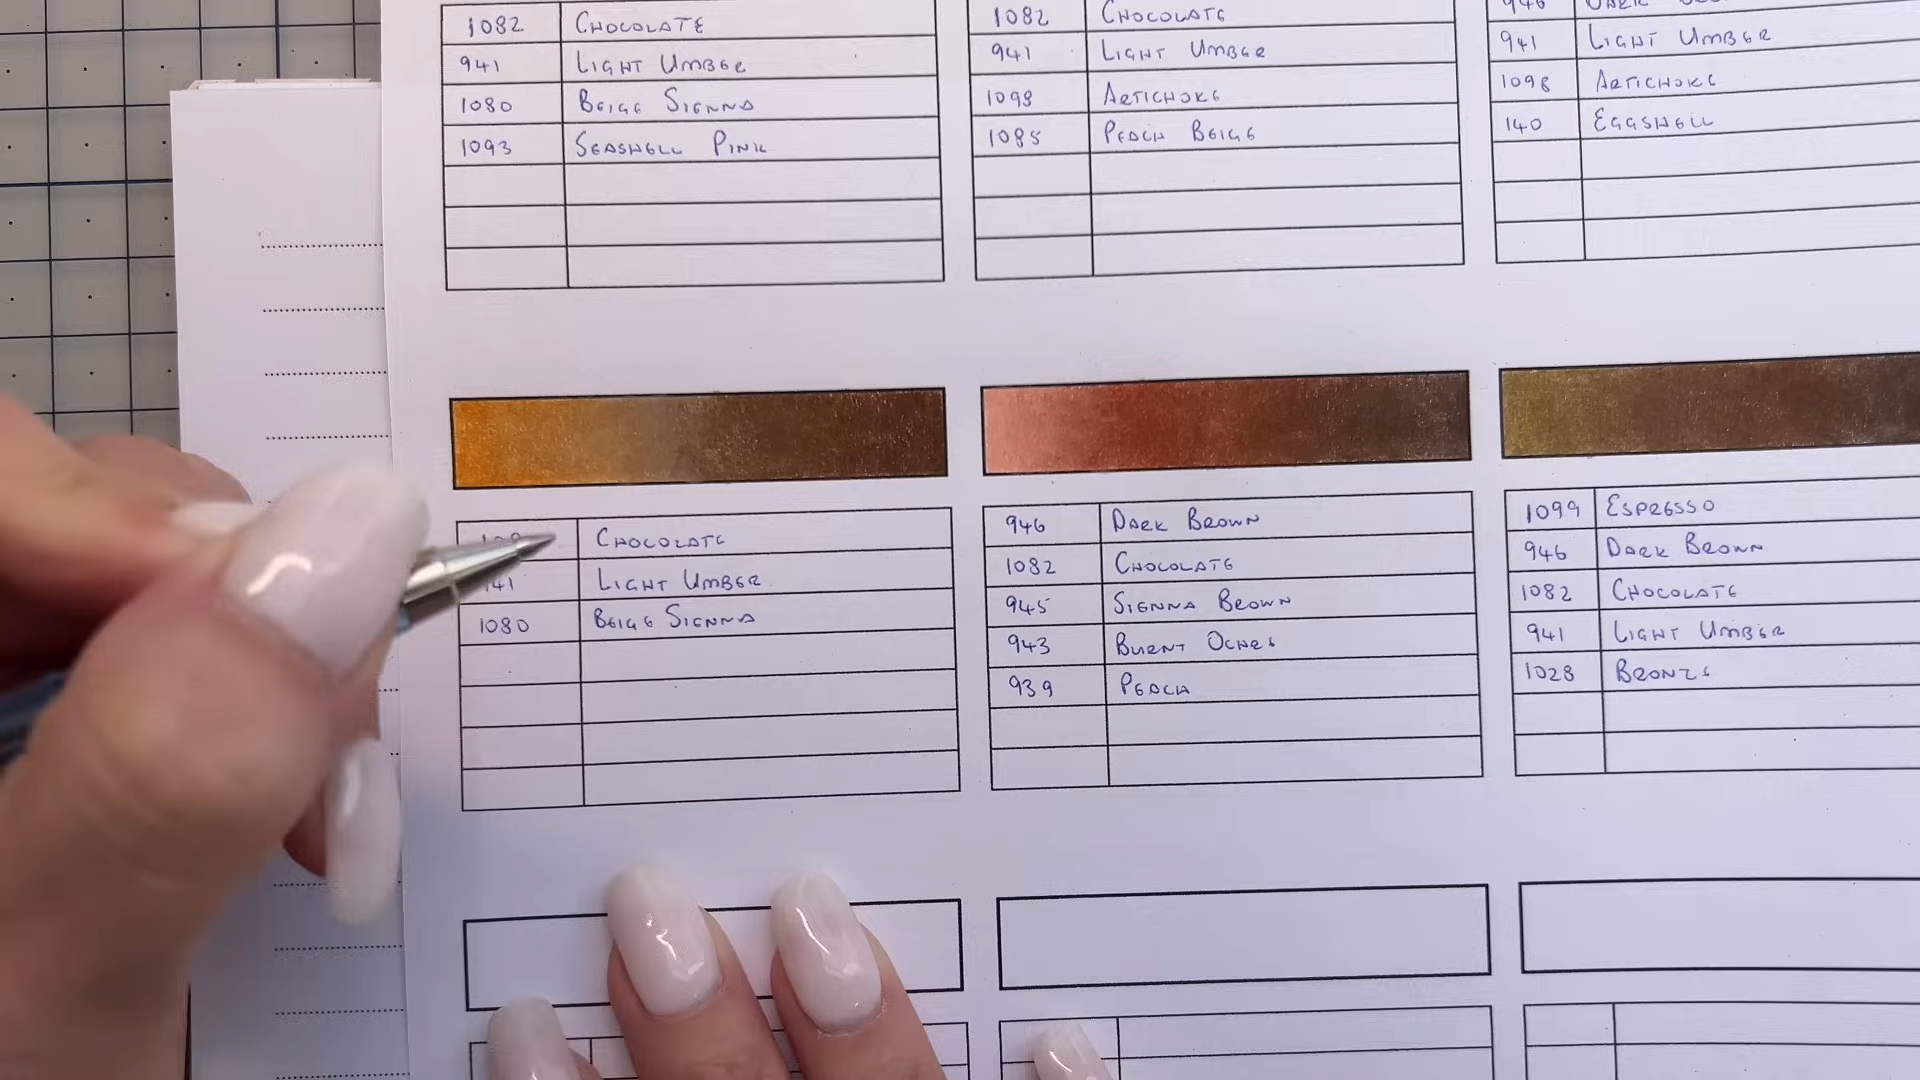 1082 CHOCOLATE
941 LIGHT UMBER
1080 BEIGE SIENNA
1093 SEASHELL PINK
1082 CHOCOLATE
941 LIGHT UMBER
1098 ARTICHOKE
1085 PEACH BEIGE
946 DARK
941 LIGHT UMBER
1098 ARTICHOKE
140 EGGSHELL
CHOCOLATE
941 LIGHT UMBER
1080 BEIGE SIENNA
946 DARK BROWN
1082 CHOCOLATE
945 SIENNA BROWN
943 BURNT OCHRE
939 PEACH
1099 ESPRESSO
946 DARK BROWN
1082 CHOCOLATE
941 LIGHT UMBER
1028 BRONZE